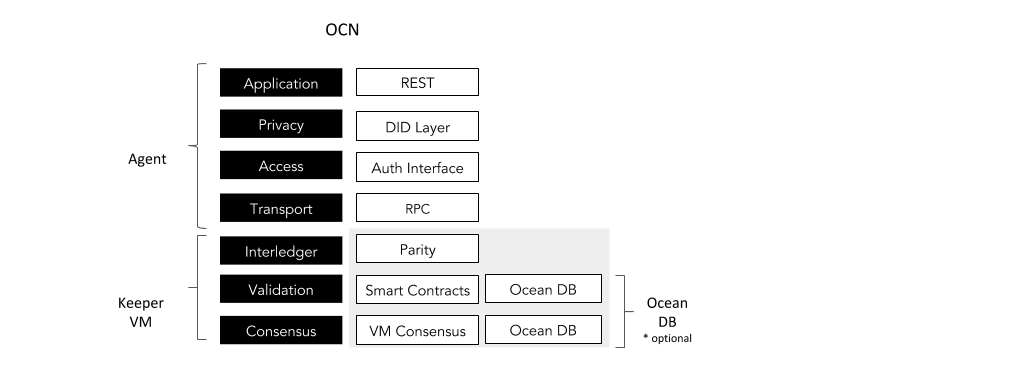 OCN
Application
REST
Privacy
DID Layer
Agent
Access
Auth Interface
Transport
RPC
Interledger
Parity
Validation
Smart Contracts
Ocean DB
Keeper
VM
Consensus
VM Consensus
Ocean DB
Ocean
DB
* optional